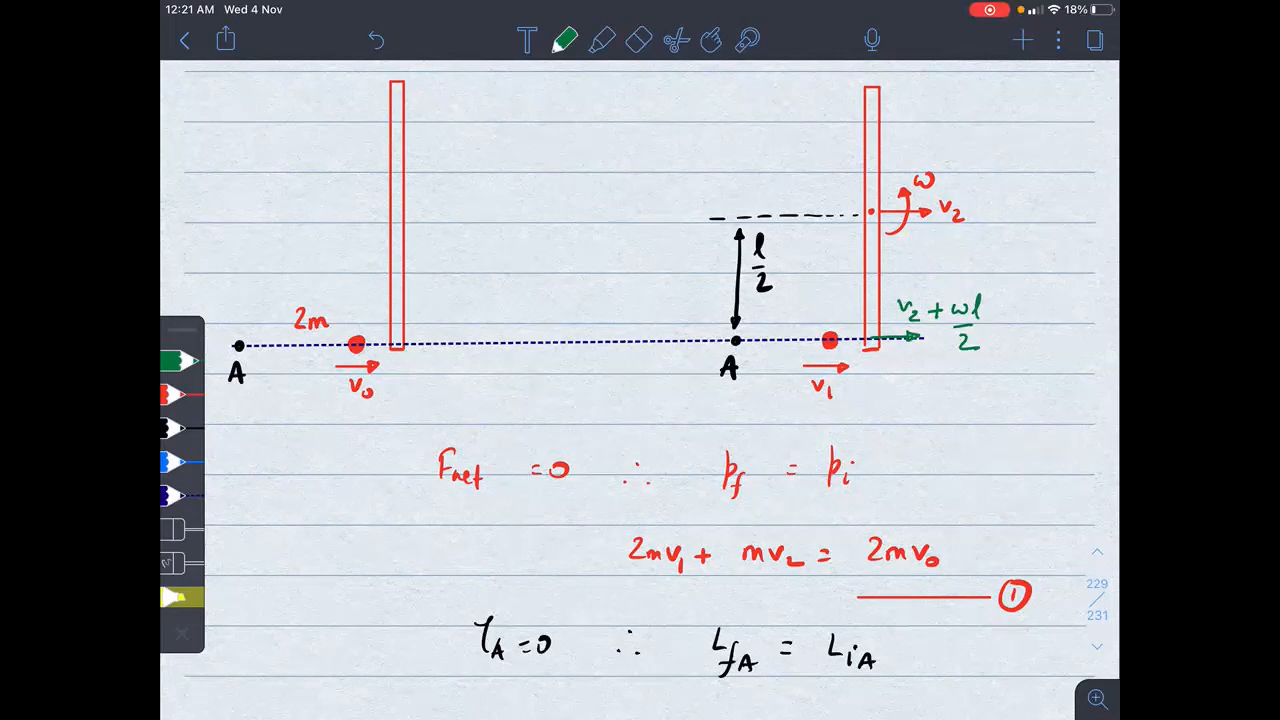 12:21 AM Wed 4 Nov
18%
T
ω
v₂
l/2
v₂ + ωl/2
2m
A
v₀
A
v₁
Fnet = 0 ∴ pf = pi
2mv₁ + mv₂ = 2mv₀
①
τA = 0 ∴ LfA = LiA
229
/
231